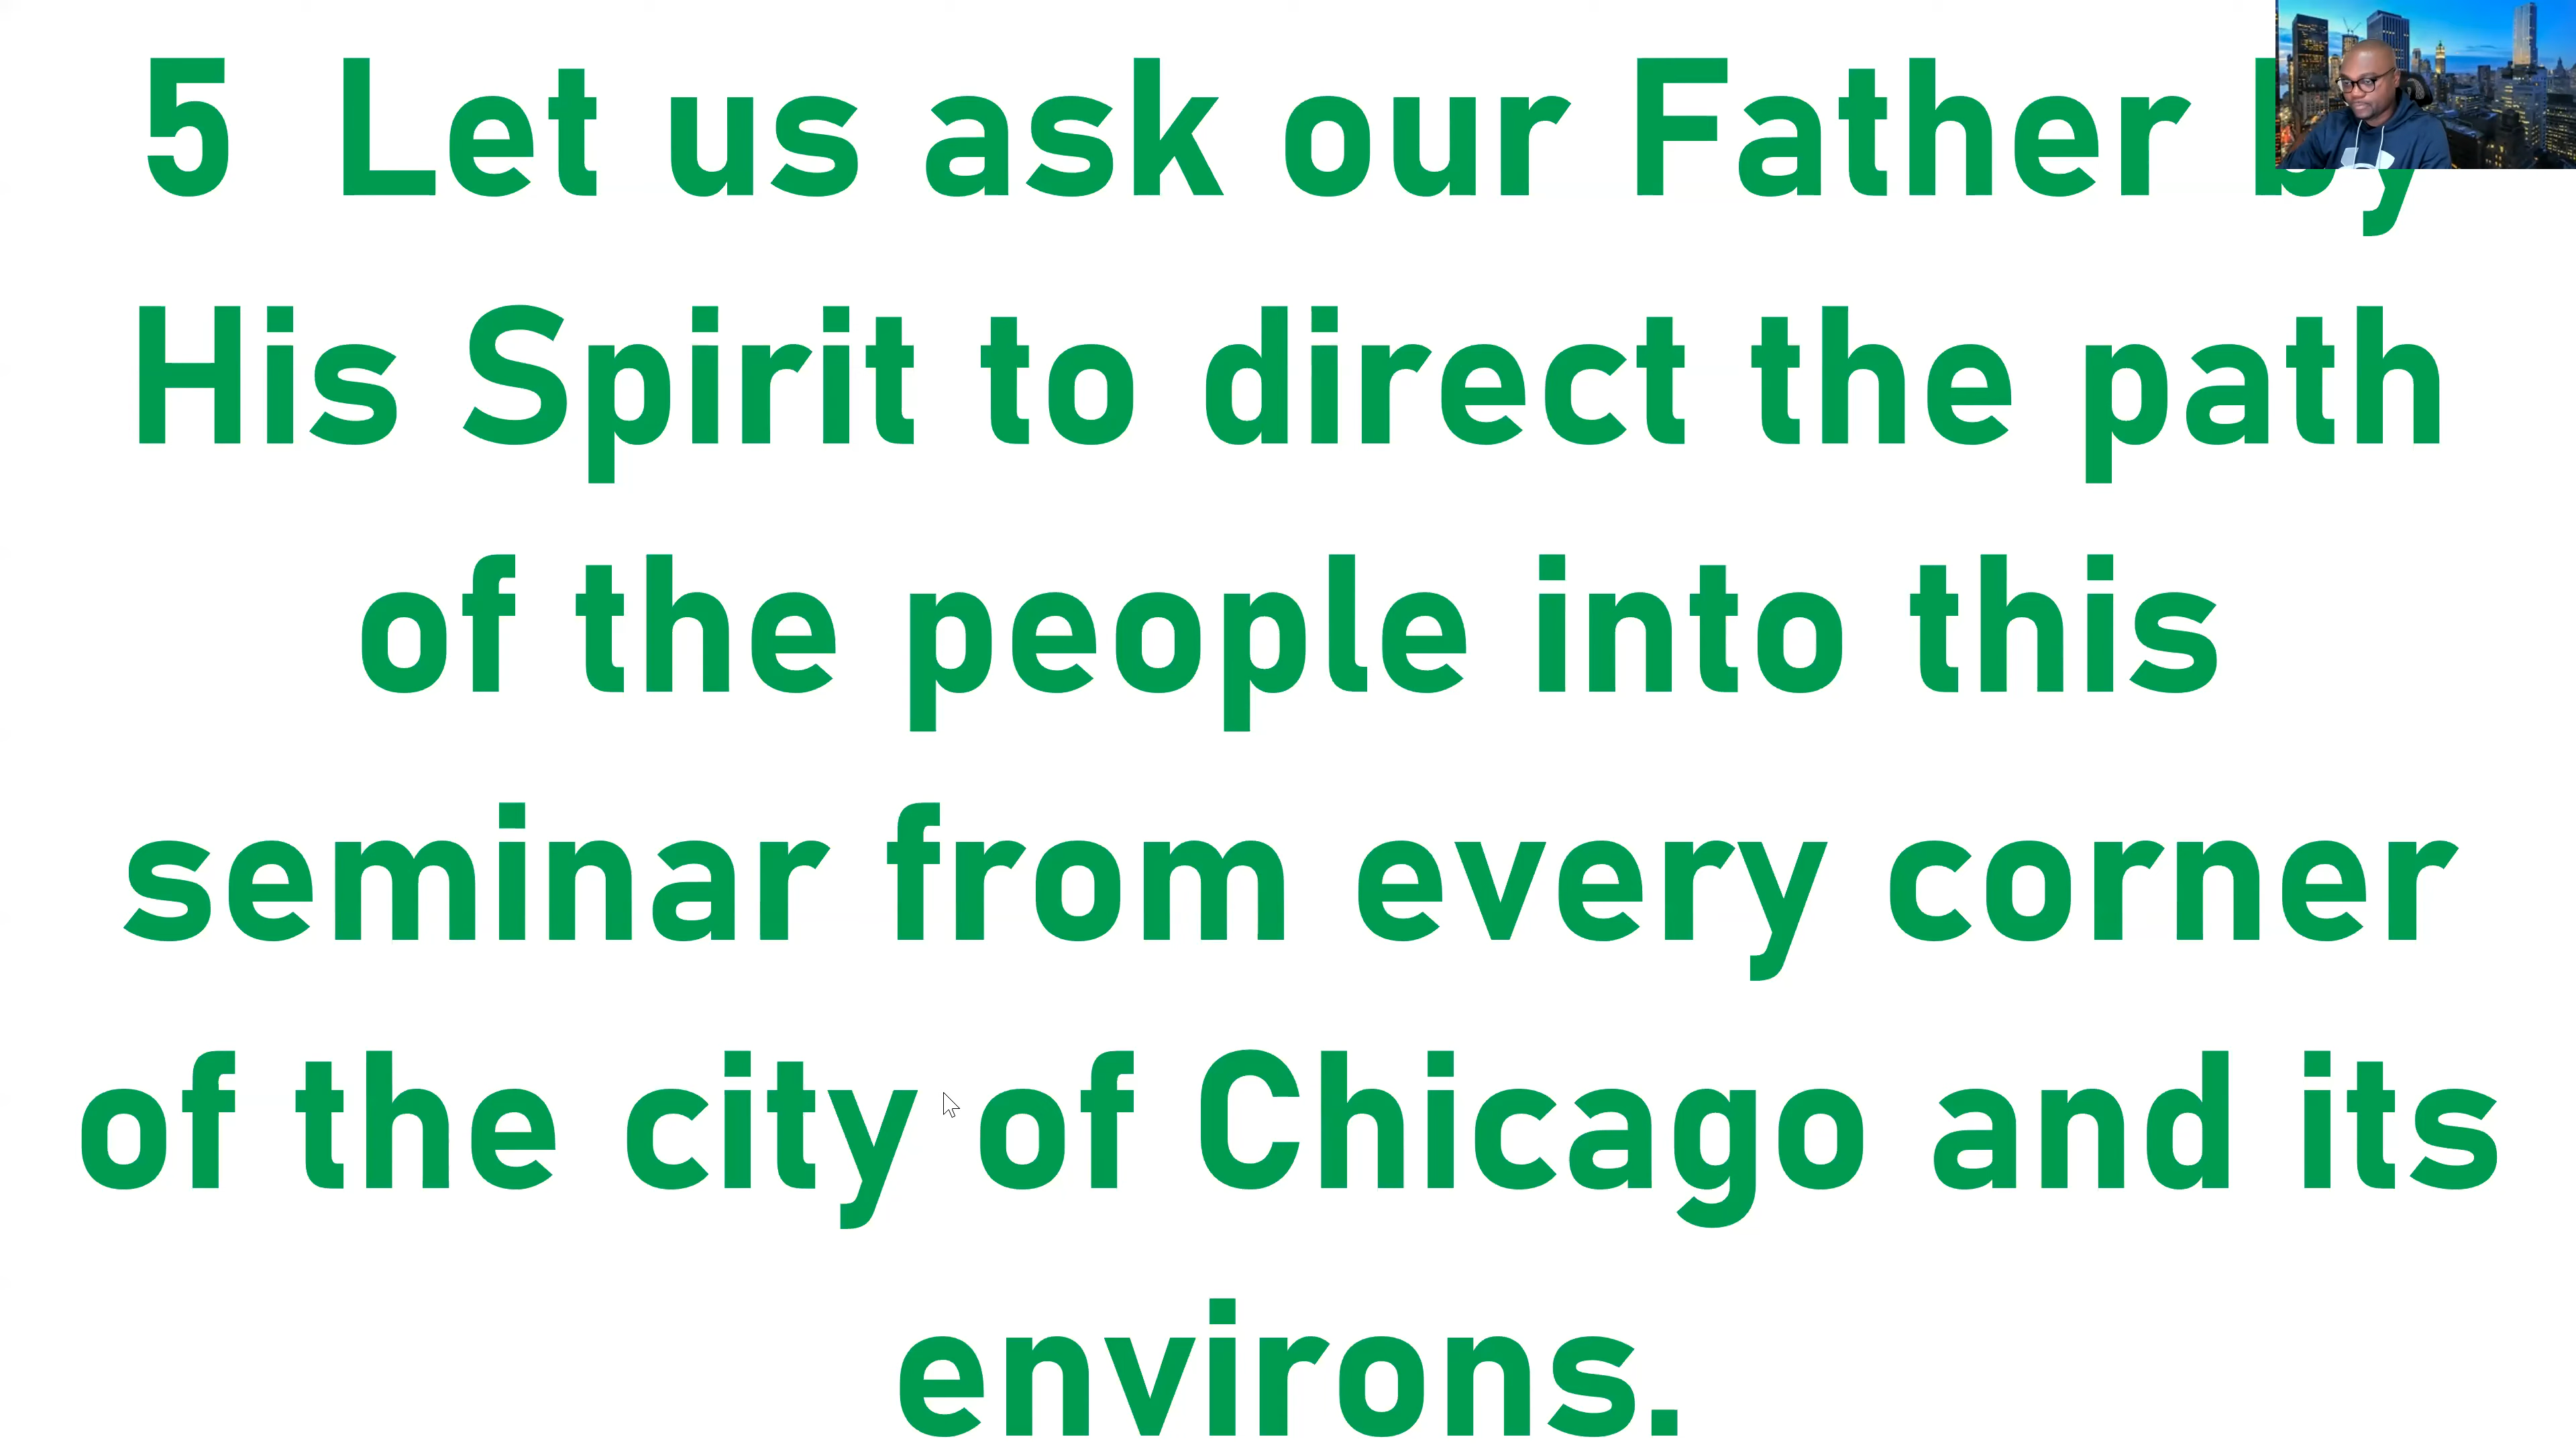 5 Let us ask our Father by
His Spirit to direct the path
of the people into this
seminar from every corner
of the city of Chicago and its
environs.